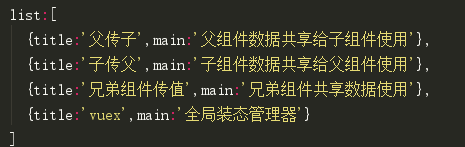 list:[
{title:'父传子',main:'父组件数据共享给子组件使用'},
{title:'子传父',main:'子组件数据共享给父组件使用'},
{title:'兄弟组件传值',main:'兄弟组件共享数据使用'},
{title:'vuex',main:'全局装态管理器'}
]